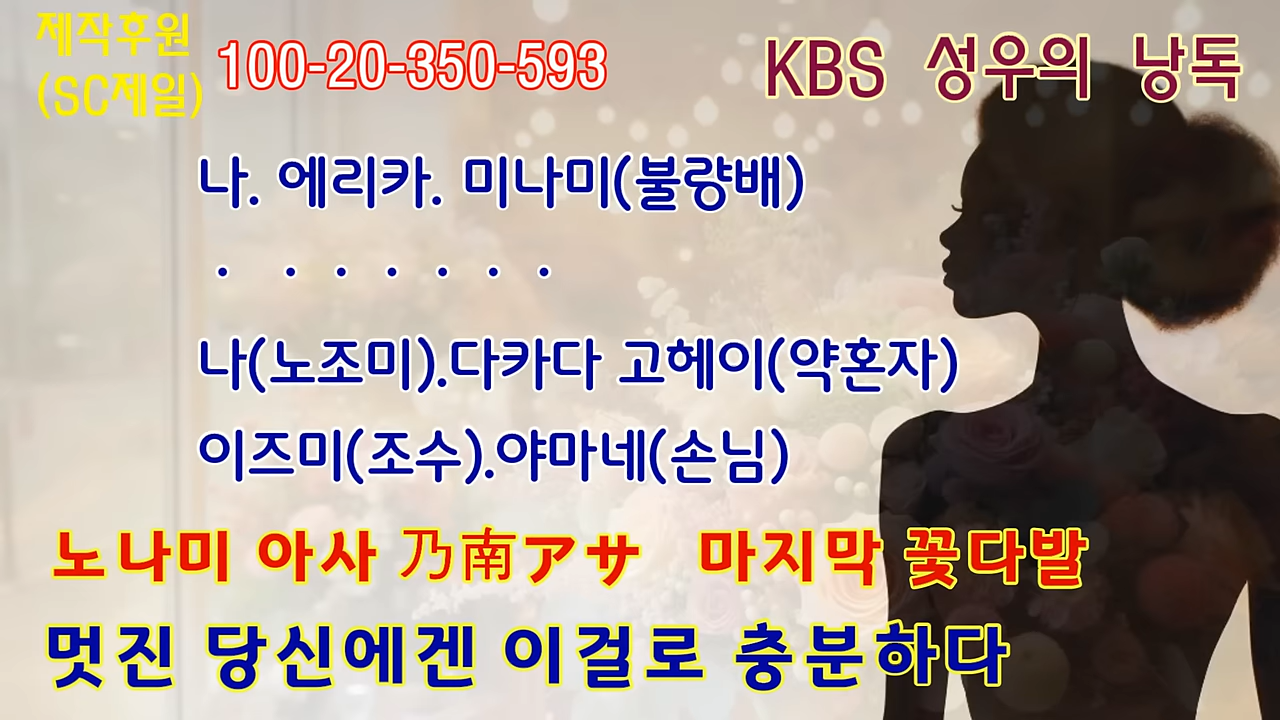 제작후원
(SC제일)
100-20-350-593
KBS 성우의 낭독
나. 에리카. 미나미(불량배)
· · · · · · ·
나(노조미).다카다 고헤이(약혼자)
이즈미(조수).야마네(손님)
노나미 아사 乃南アサ 마지막 꽃다발
멋진 당신에겐 이걸로 충분하다